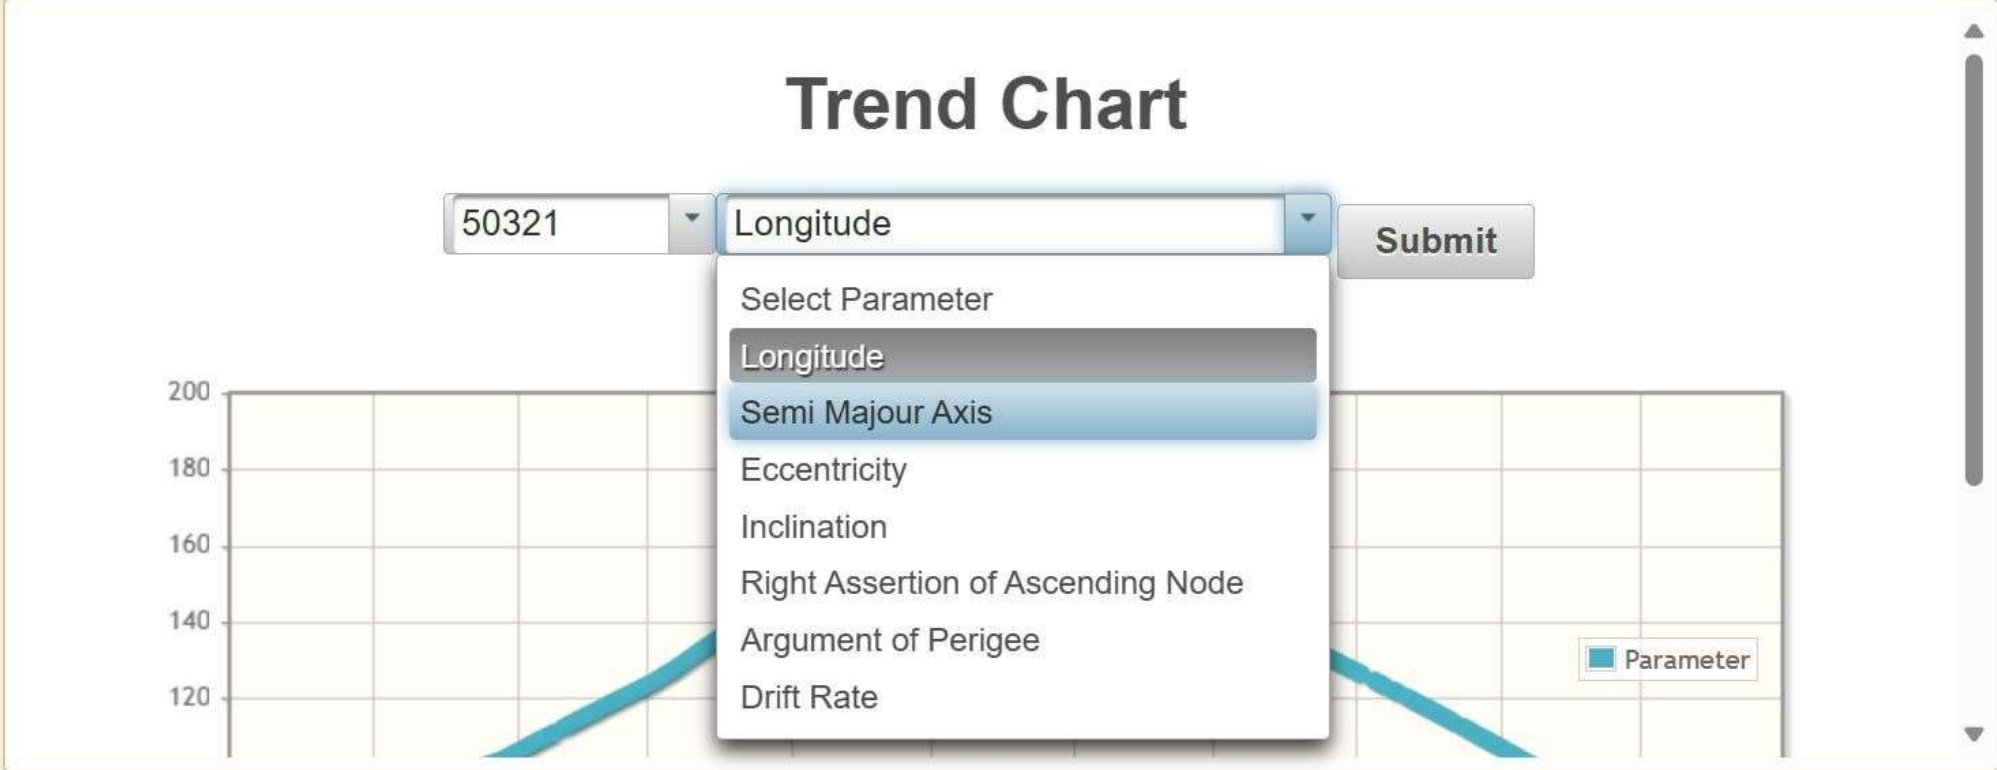 Trend Chart
50321
Longitude
Submit
Select Parameter
Longitude
Semi Majour Axis
Eccentricity
Inclination
Right Assertion of Ascending Node
Argument of Perigee
Drift Rate
200
180
160
140
120
Parameter